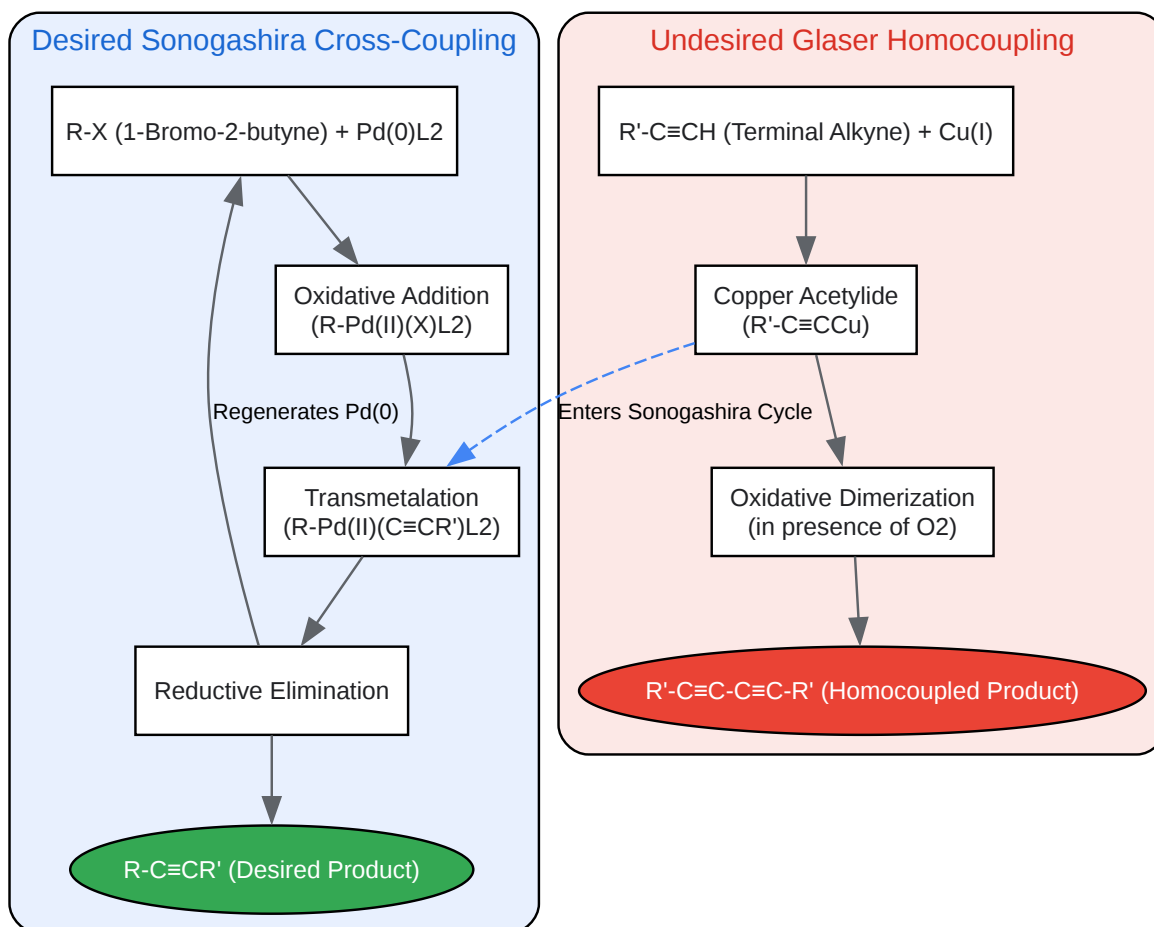 Desired Sonogashira Cross-Coupling
R-X (1-Bromo-2-butyne) + Pd(0)L2
Oxidative Addition
(R-Pd(II)(X)L2)
Regenerates Pd(0)
Transmetalation
(R-Pd(II)(C≡CR')L2)
Reductive Elimination
R-C≡CR' (Desired Product)
Undesired Glaser Homocoupling
R'-C≡CH (Terminal Alkyne) + Cu(I)
Copper Acetylide
(R'-C≡CCu)
Enters Sonogashira Cycle
Oxidative Dimerization
(in presence of O2)
R'-C≡C-C≡C-R' (Homocoupled Product)